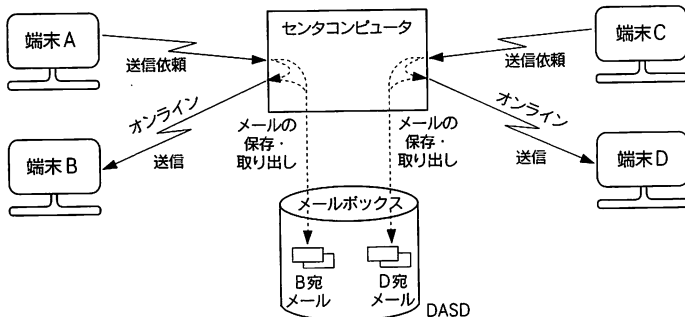 端末A
センタコンピュータ
端末C
送信依頼
送信依頼
オンライン
メールの
保存・
取り出し
メールの
保存・
取り出し
オンライン
端末B
送信
送信
端末D
メールボックス
B宛
メール
D宛
メール
DASD